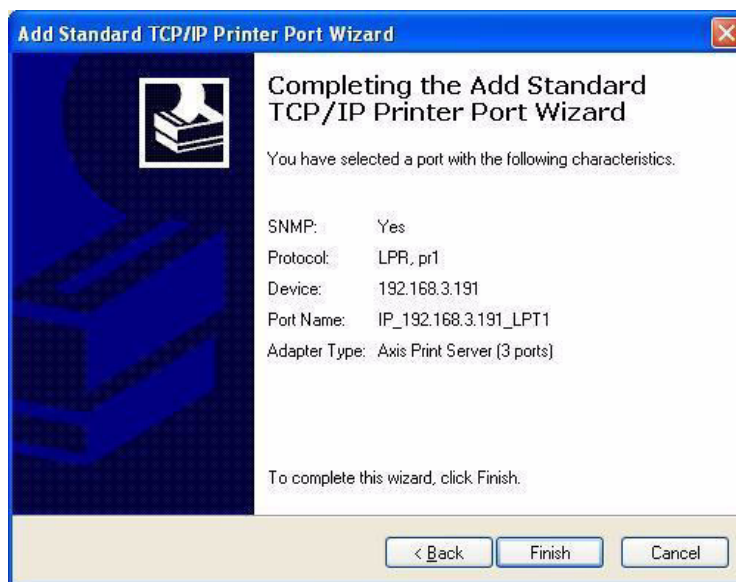 Add Standard TCP/IP Printer Port Wizard
Completing the Add Standard
TCP/IP Printer Port Wizard
You have selected a port with the following characteristics.
SNMP: Yes
Protocol: LPR, pr1
Device: 192.168.3.191
Port Name: IP_192.168.3.191_LPT1
Adapter Type: Axis Print Server (3 ports)
To complete this wizard, click Finish.
< Back Finish Cancel